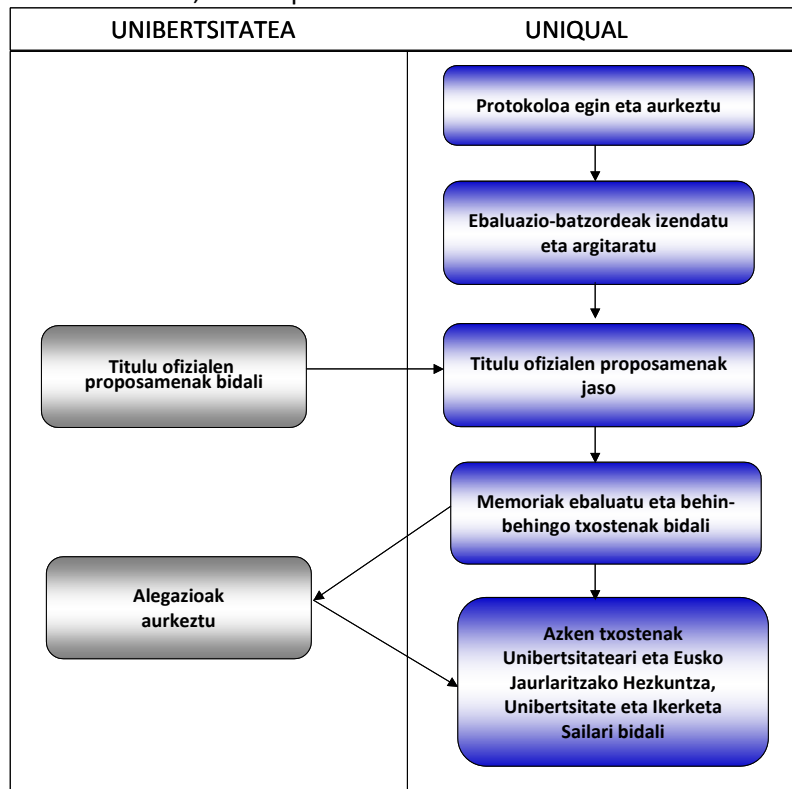 UNIBERTSITATEA
UNIQUAL
Protokoloa egin eta aurkeztu
Ebaluazio-batzordeak izendatu
eta argitaratu
Titulu ofizialen
proposamenak bidali
Titulu ofizialen proposamenak
jaso
Memoriak ebaluatu eta behin-
behingo txostenak bidali
Alegazioak
aurkeztu
Azken txostenak
Unibertsitateari eta Eusko
Jaurlaritzako Hezkuntza,
Unibertsitate eta Ikerketa
Sailari bidali